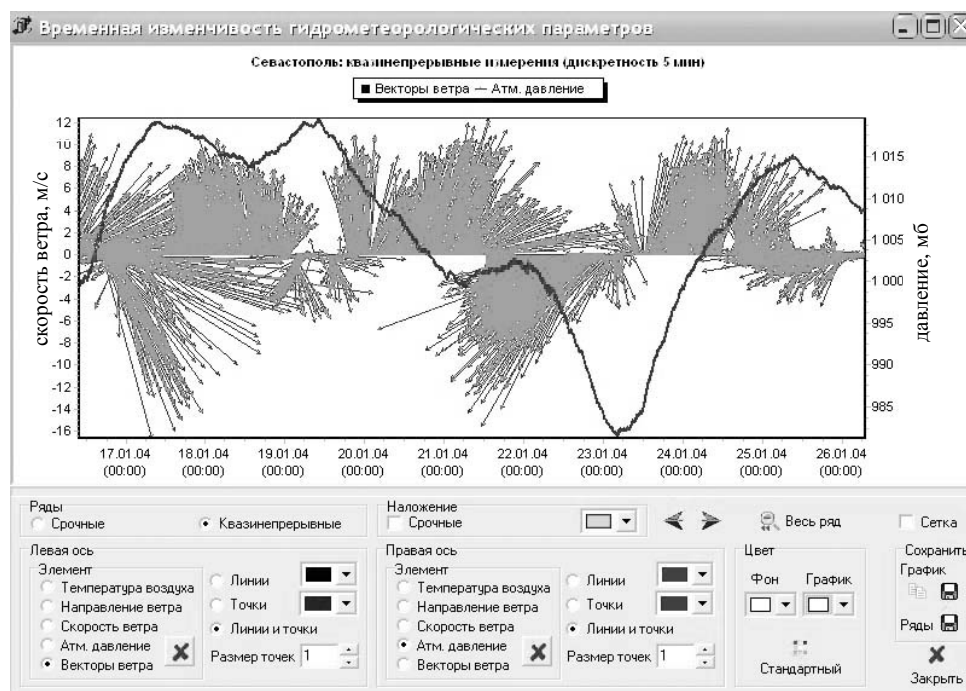 Временная изменчивость гидрометеорологических параметров
Севастополь: квазинепрерывные измерения (дискретность 5 мин)
Векторы ветра — Атм. давление
скорость ветра, м/с
12
10
8
6
4
2
0
-2
-4
-6
-8
-10
-12
-14
-16
1 015
1 010
1 005
1 000
995
990
985
давление, мб
17.01.04 18.01.04 19.01.04 20.01.04 21.01.04 22.01.04 23.01.04 24.01.04 25.01.04 26.01.04
(00:00) (00:00) (00:00) (00:00) (00:00) (00:00) (00:00) (00:00) (00:00) (00:00)
Ряды
Срочные Квазинепрерывные
Наложение
Срочные
Весь ряд
Сетка
Левая ось
Элемент
Температура воздуха
Направление ветра
Скорость ветра
Атм. давление
Векторы ветра
Линии
Точки
Линии и точки
Размер точек 1
Правая ось
Элемент
Температура воздуха
Направление ветра
Скорость ветра
Атм. давление
Векторы ветра
Линии
Точки
Линии и точки
Размер точек 1
Цвет
Фон График
Стандартный
Сохранить
График
Ряды
Закрыть